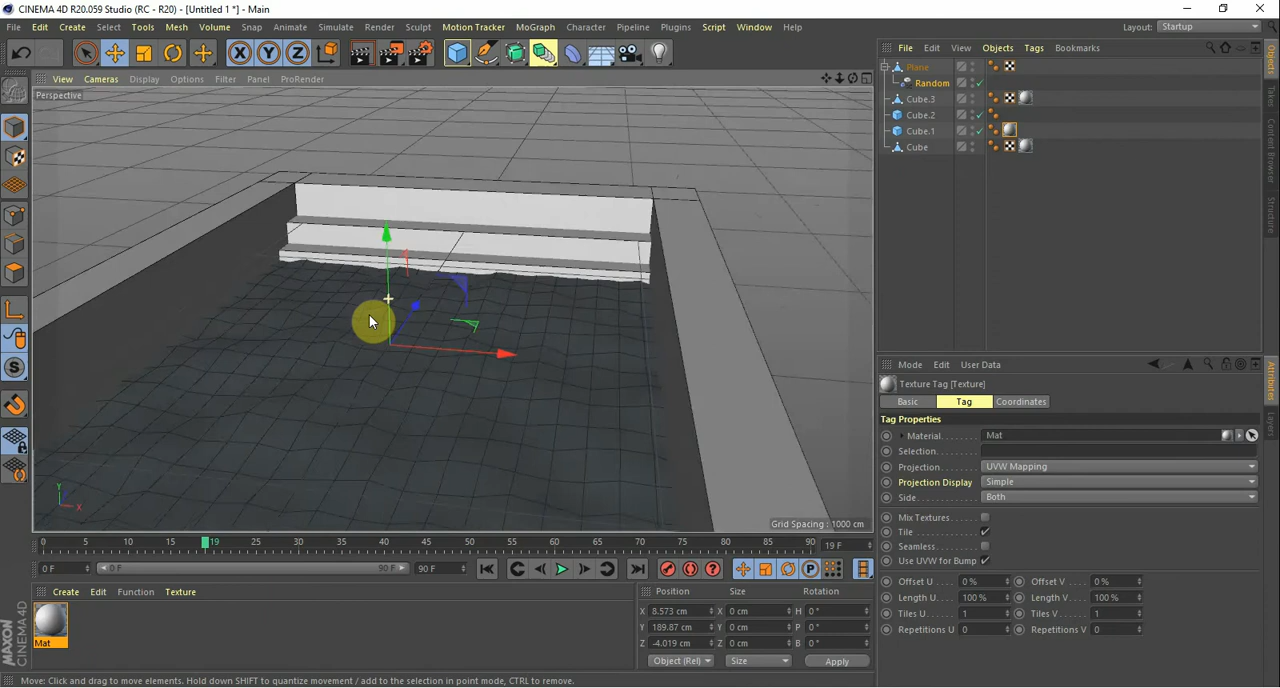 CINEMA 4D R20.059 Studio (RC - R20) - [Untitled 1 *] - Main
File Edit Create Select Tools Mesh Volume Snap Animate Simulate Render Sculpt Motion Tracker MoGraph Character Pipeline Plugins Script Window Help Layout: Startup
File Edit View Objects Tags Bookmarks
View Cameras Display Options Filter Panel ProRender
Perspective
Plane
Random
Cube.3
Cube.2
Cube.1
Cube
Objects
Takes
Content Browser
Structure
Mode Edit User Data
Texture Tag [Texture]
Basic Tag Coordinates
Tag Properties
Material Mat
Selection
Projection UVW Mapping
Projection Display Simple
Side Both
Mix Textures
Tile
Seamless
Use UVW for Bump
Offset U 0 % Offset V 0 %
Length U 100 % Length V 100 %
Tiles U 1 Tiles V 1
Repetitions U 0 Repetitions V 0
Attributes
Layers
Y
X
Grid Spacing : 1000 cm
0 5 10 15 19 25 30 35 40 45 50 55 60 65 70 75 80 85 90 19 F
0 F 0 F 90 F 90 F
Create Edit Function Texture
Mat
Position Size Rotation
X 8.573 cm X 0 cm H 0 °
Y 189.87 cm Y 0 cm P 0 °
Z -4.019 cm Z 0 cm B 0 °
Object (Rel) Size Apply
MAXON
CINEMA 4D
Move: Click and drag to move elements. Hold down SHIFT to quantize movement / add to the selection in point mode, CTRL to remove.